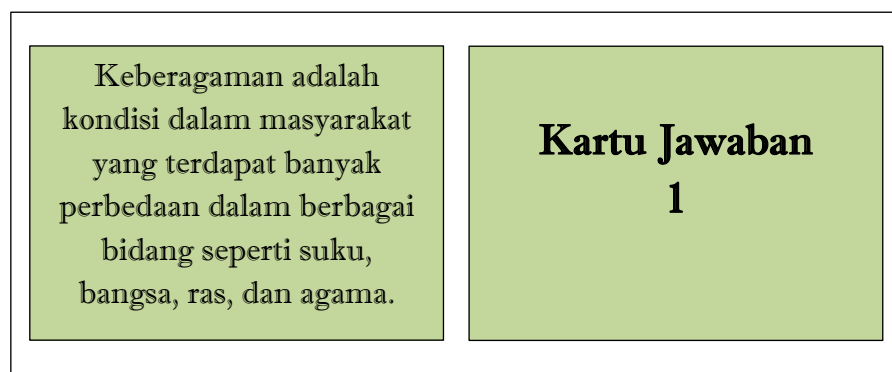 Keberagaman adalah
kondisi dalam masyarakat
yang terdapat banyak
perbedaan dalam berbagai
bidang seperti suku,
bangsa, ras, dan agama.
Kartu Jawaban
1